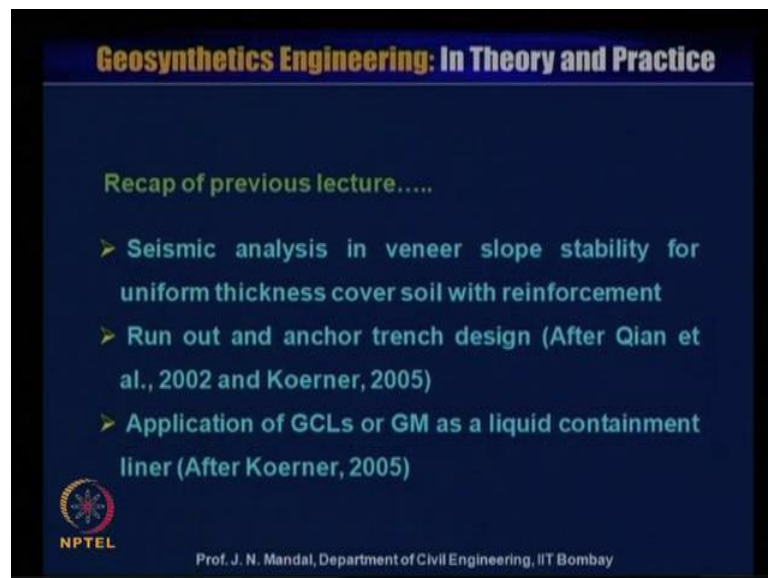 Geosynthetics Engineering: In Theory and Practice
Recap of previous lecture.....
➤ Seismic analysis in veneer slope stability for
uniform thickness cover soil with reinforcement
➤ Run out and anchor trench design (After Qian et
al., 2002 and Koerner, 2005)
➤ Application of GCLs or GM as a liquid containment
liner (After Koerner, 2005)
NPTEL
Prof. J. N. Mandal, Department of Civil Engineering, IIT Bombay